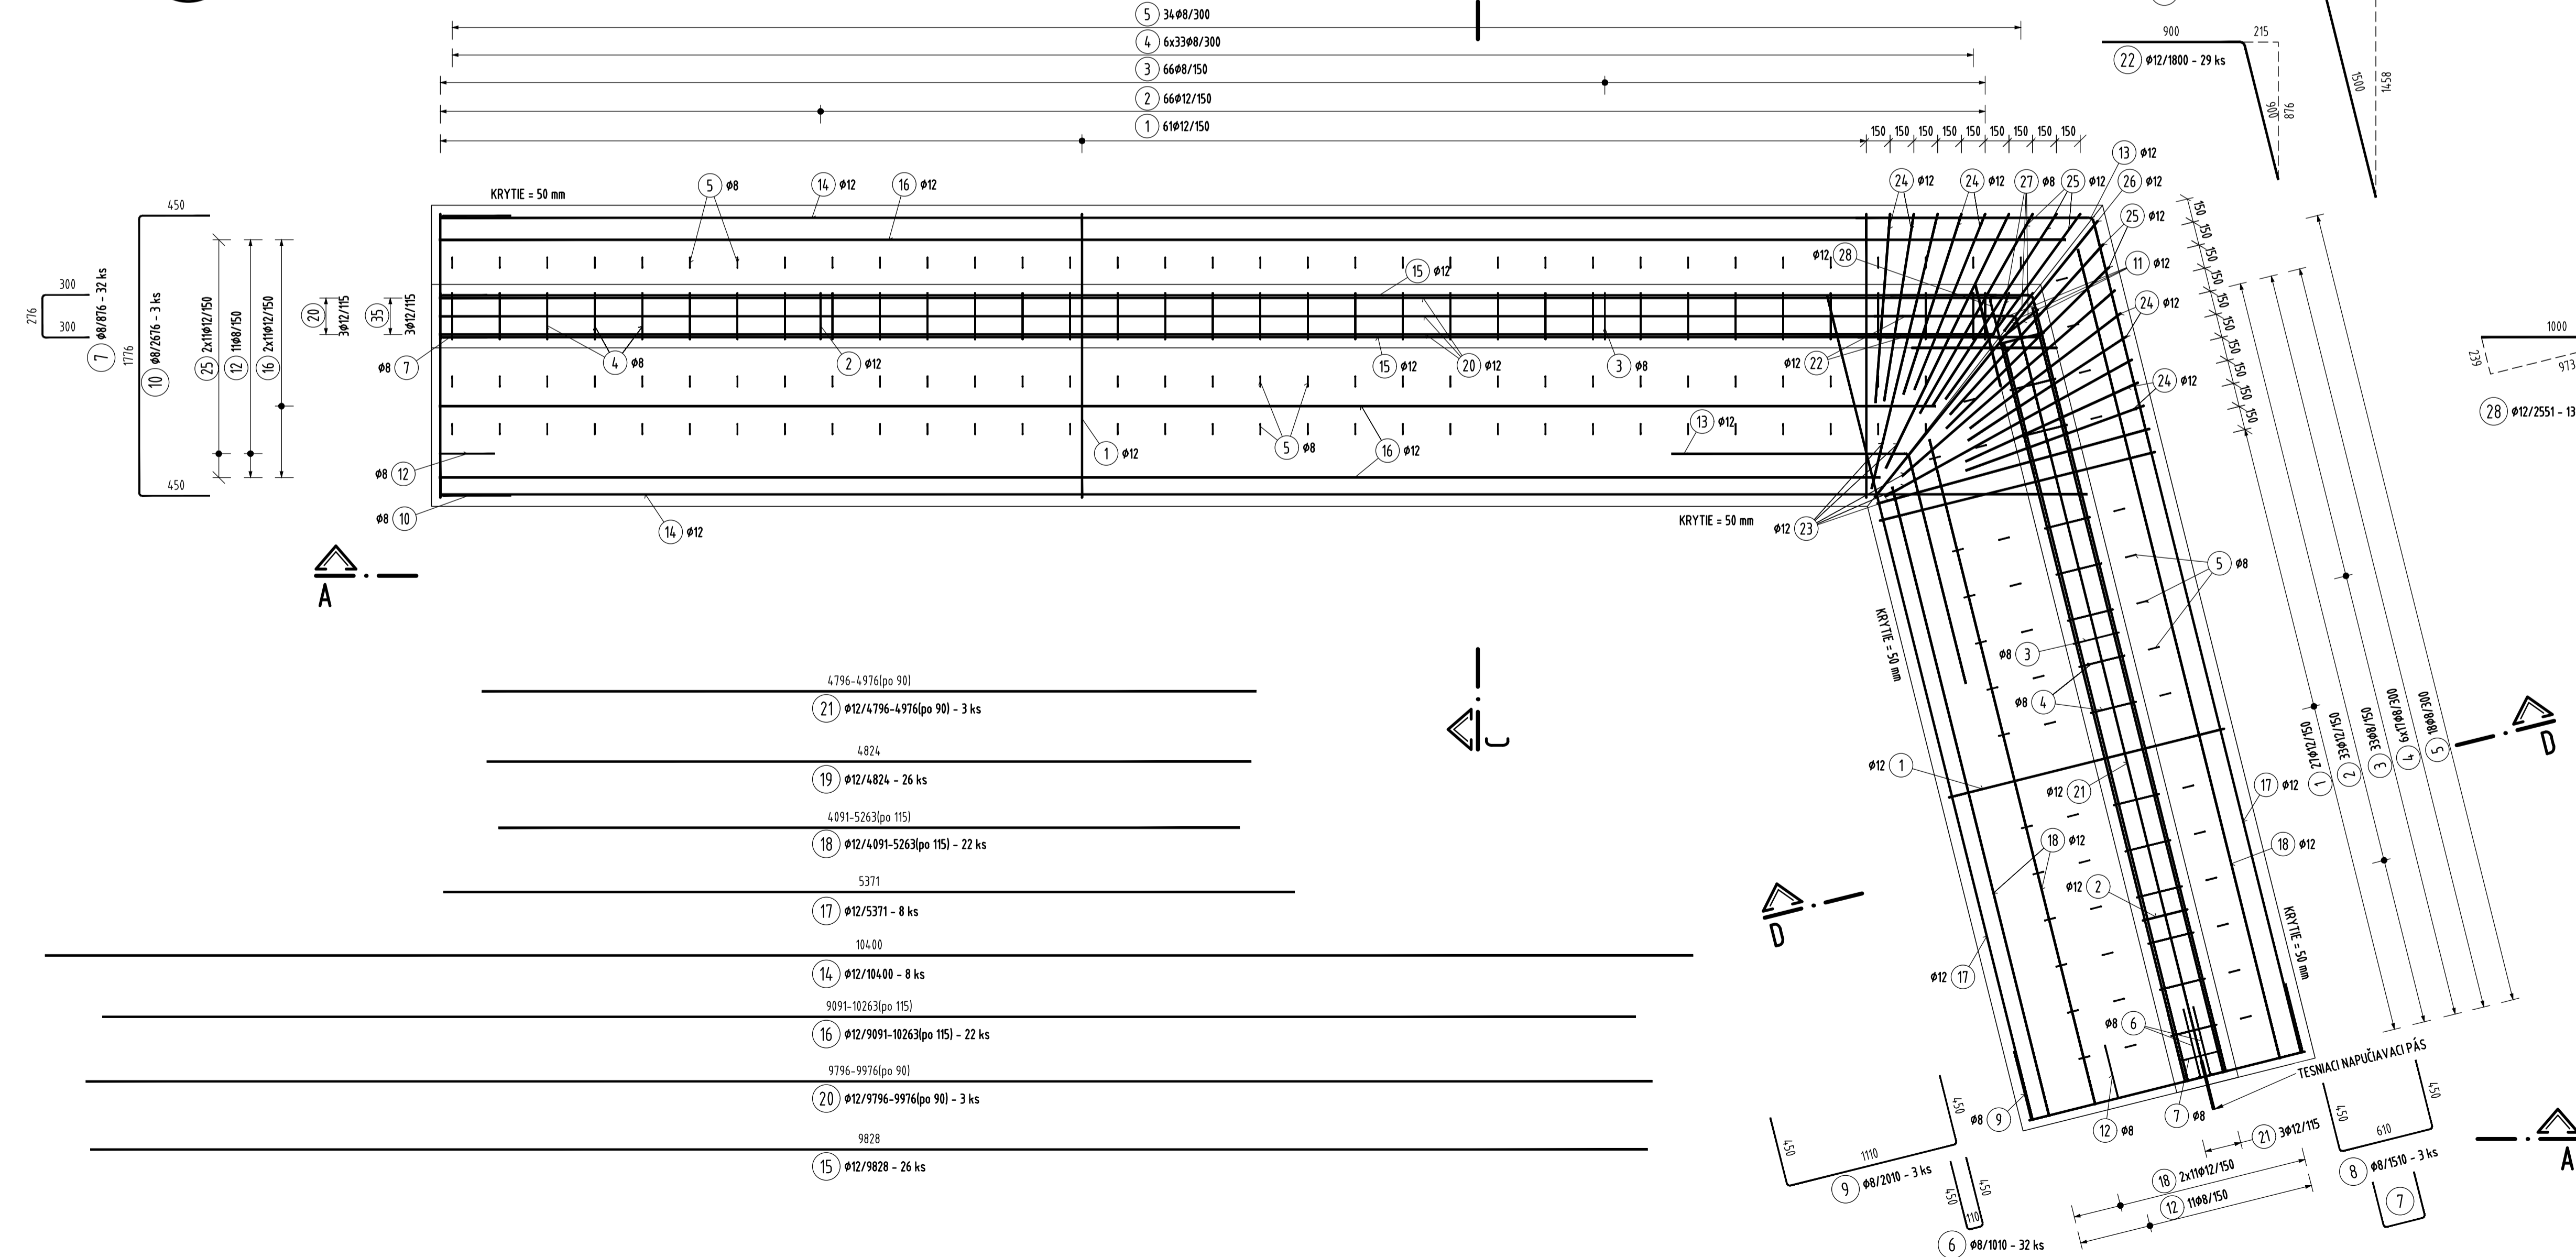 5 34ø8/300
4 6x33ø8/300
3 66ø8/150
2 66ø12/150
1 61ø12/150
150 150 150 150 150 150 150 150 150
900 215
22 ø12/1800 - 29 ks
906
876
1500
1458
1000
239
973
28 ø12/2551 - 13
KRYTIE = 50 mm
5 ø8
14 ø12
16 ø12
24 ø12
24 ø12
27 ø8
25 ø12
13 ø12
26 ø12
25 ø12
11 ø12
24 ø12
24 ø12
150 150 150 150 150 150 150 150 150 150
450
1776
450
10 ø8/2676 - 3 ks
300
276
300
7 ø8/876 - 32 ks
25 2x11ø12/150
12 11ø8/150
16 2x11ø12/150
20 3ø12/115
35 3ø12/115
ø12 28
15 ø12
ø8 7
4 ø8
2 ø12
15 ø12
20 ø12
3 ø8
ø12 22
13 ø12
5 ø8
16 ø12
1 ø12
ø8 12
ø8 10
14 ø12
KRYTIE = 50 mm
ø12 23
A
C
5 ø8
KRYTIE = 50 mm
ø8 3
ø8 4
ø12 1
ø12 21
17 ø12
18 ø12
18 ø12
ø12 2
ø12 17
KRYTIE = 50 mm
ø8 6
ø8 9
12 ø8
7 ø8
TESNIACI NAPUČIAVACI PÁS
1 27ø12/150
2 33ø12/150
3 33ø8/150
4 6x17ø8/300
5 18ø8/300
D
D
A
4796-4976(po 90)
21 ø12/4796-4976(po 90) - 3 ks
4824
19 ø12/4824 - 26 ks
4091-5263(po 115)
18 ø12/4091-5263(po 115) - 22 ks
5371
17 ø12/5371 - 8 ks
10400
14 ø12/10400 - 8 ks
9091-10263(po 115)
16 ø12/9091-10263(po 115) - 22 ks
9796-9976(po 90)
20 ø12/9796-9976(po 90) - 3 ks
9828
15 ø12/9828 - 26 ks
450
1110
450
9 ø8/2010 - 3 ks
450
110
450
6 ø8/1010 - 32 ks
21 3ø12/115
18 2x11ø12/150
12 11ø8/150
450
610
450
8 ø8/1510 - 3 ks
7